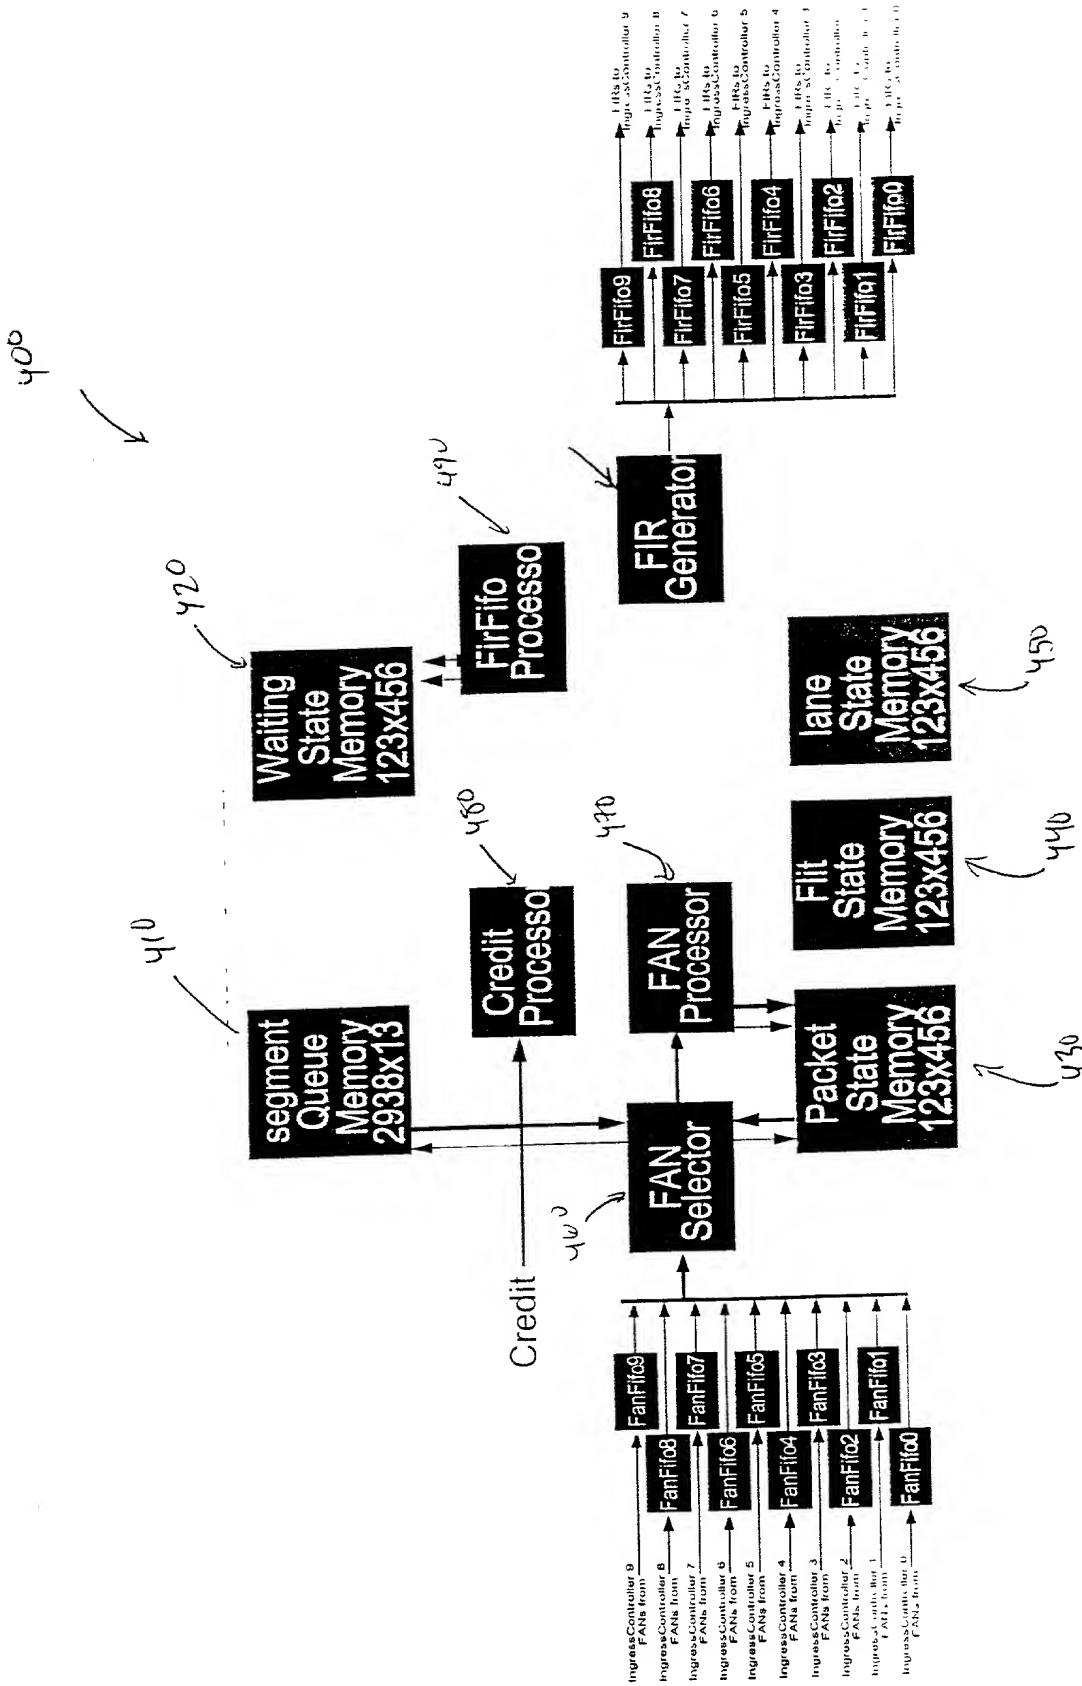 400
segment
Queue
Memory
2938x13
410
Waiting
State
Memory
123x456
420
Credit
Credit
Processo
480
FirFifo
Processo
490
FanFifo9
FanFifo8
FanFifo7
FanFifo6
FanFifo5
FanFifo4
FanFifo3
FanFifo2
FanFifo1
FanFifo0
IngressController 9
FANs from
IngressController 8
FANs from
IngressController 7
FANs from
IngressController 6
FANs from
IngressController 5
FANs from
IngressController 4
FANs from
IngressController 3
FANs from
IngressController 2
FANs from
FANs from
FANs from
FAN
Selector
460
FAN
Processor
470
FIR
Generator
Packet
State
Memory
123x456
430
Flit
State
Memory
123x456
440
lane
State
Memory
123x456
450
FirFifo9
FirFifo8
FirFifo7
FirFifo6
FirFifo5
FirFifo4
FirFifo3
FirFifo2
FirFifo1
FirFifo0
FIRs to
IngressController 9
FIRs to
IngressController 8
FIRs to
IngressController 7
FIRs to
IngressController 6
FIRs to
IngressController 5
FIRs to
IngressController 4
FIRs to